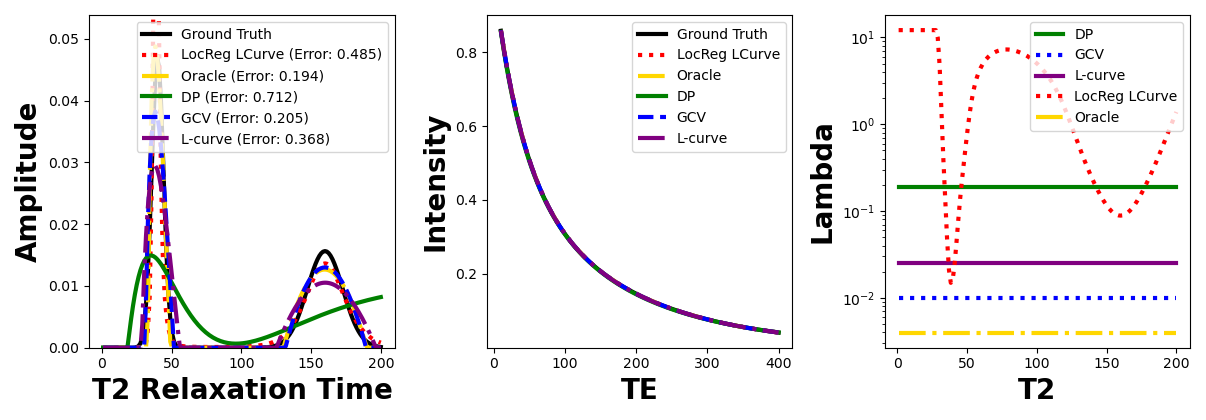 Amplitude
0.05
0.04
0.03
0.02
0.01
0.00
0
50
100
150
200
T2 Relaxation Time
Ground Truth
LocReg LCurve (Error: 0.485)
Oracle (Error: 0.194)
DP (Error: 0.712)
GCV (Error: 0.205)
L-curve (Error: 0.368)
Intensity
0.8
0.6
0.4
0.2
0
100
200
300
400
TE
Ground Truth
LocReg LCurve
Oracle
DP
GCV
L-curve
Lambda
10¹
10⁰
10⁻¹
10⁻²
0
50
100
150
200
T2
DP
GCV
L-curve
LocReg LCurve
Oracle